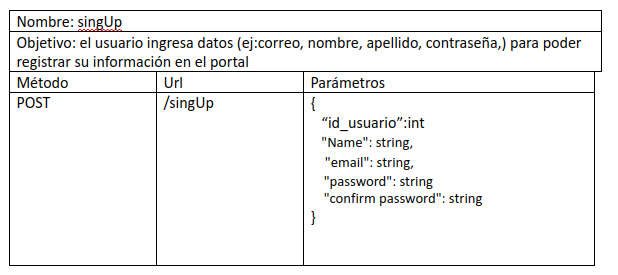 Nombre: singUp
Objetivo: el usuario ingresa datos (ej:correo, nombre, apellido, contraseña,) para poder
registrar su información en el portal
Método Url Parámetros
POST /singUp {
“id_usuario”:int
"Name": string,
"email": string,
"password": string
"confirm password": string
}